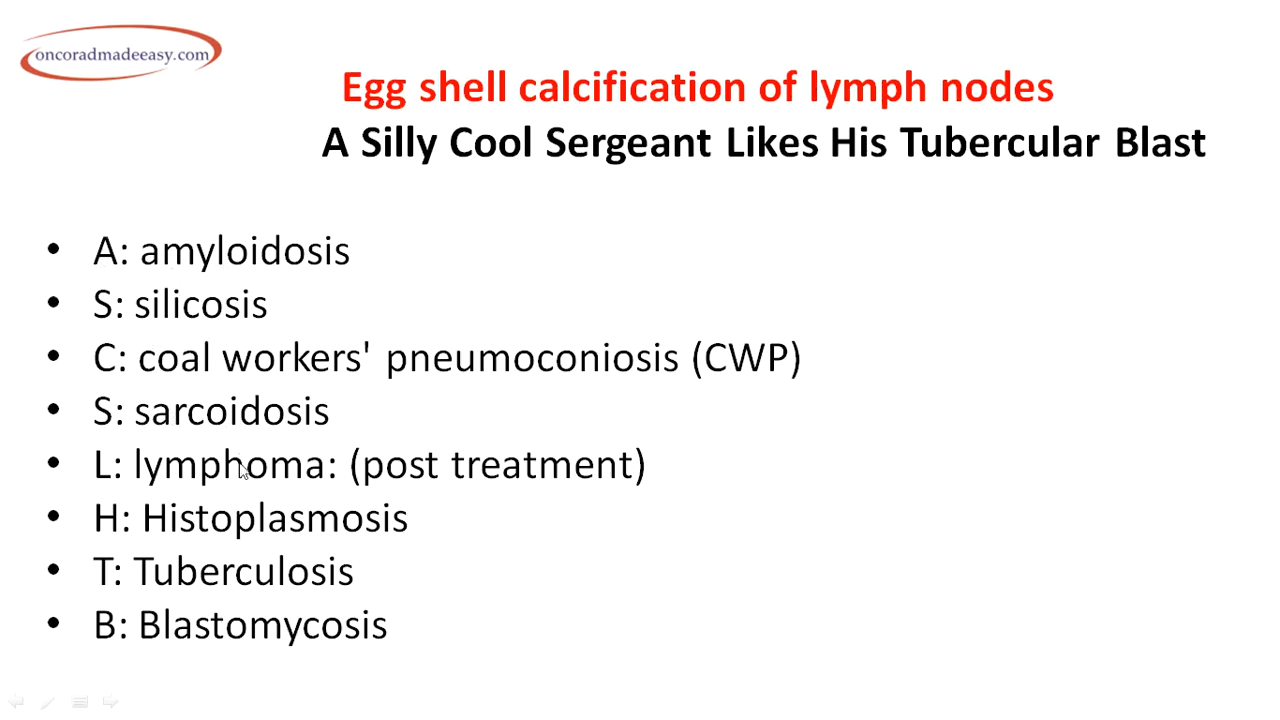 oncoradmadeeasy.com
Egg shell calcification of lymph nodes
A Silly Cool Sergeant Likes His Tubercular Blast
• A: amyloidosis
• S: silicosis
• C: coal workers' pneumoconiosis (CWP)
• S: sarcoidosis
• L: lymphoma: (post treatment)
• H: Histoplasmosis
• T: Tuberculosis
• B: Blastomycosis